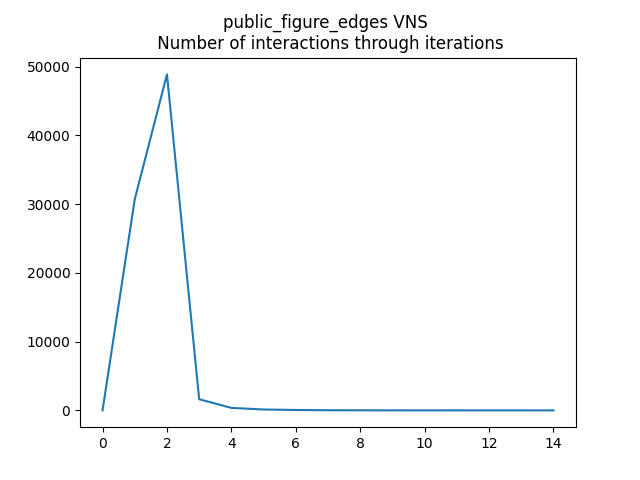 public_figure_edges VNS
Number of interactions through iterations
50000
40000
30000
20000
10000
0
0 2 4 6 8 10 12 14